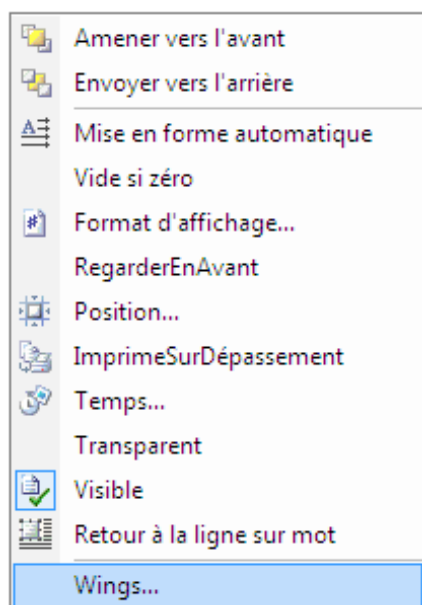 Amener vers l'avant
Envoyer vers l'arrière
Mise en forme automatique
Vide si zéro
Format d'affichage...
RegarderEnAvant
Position...
ImprimeSurDépassement
Temps...
Transparent
Visible
Retour à la ligne sur mot
Wings...